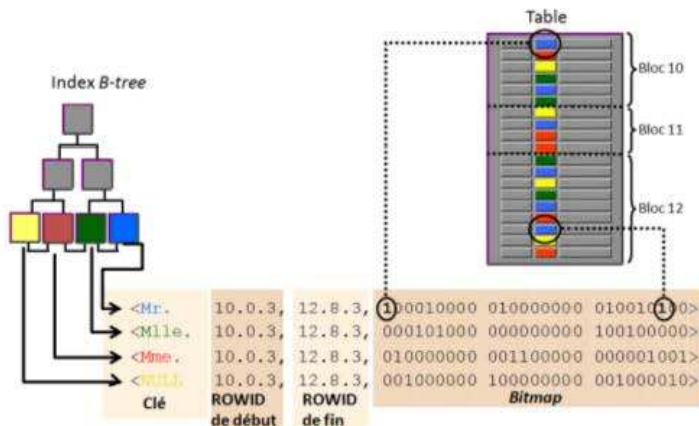 Table
Bloc 10
Index B-tree
Bloc 11
Bloc 12
<Mr. 10.0.3, 12.8.3, 100010000 010000000 010010100>
<Mlle. 10.0.3, 12.8.3, 000101000 000000000 100100000>
<Mme. 10.0.3, 12.8.3, 010000000 001100000 000001001>
<NULL 10.0.3, 12.8.3, 001000000 100000000 001000010>
Clé ROWID de début ROWID de fin Bitmap